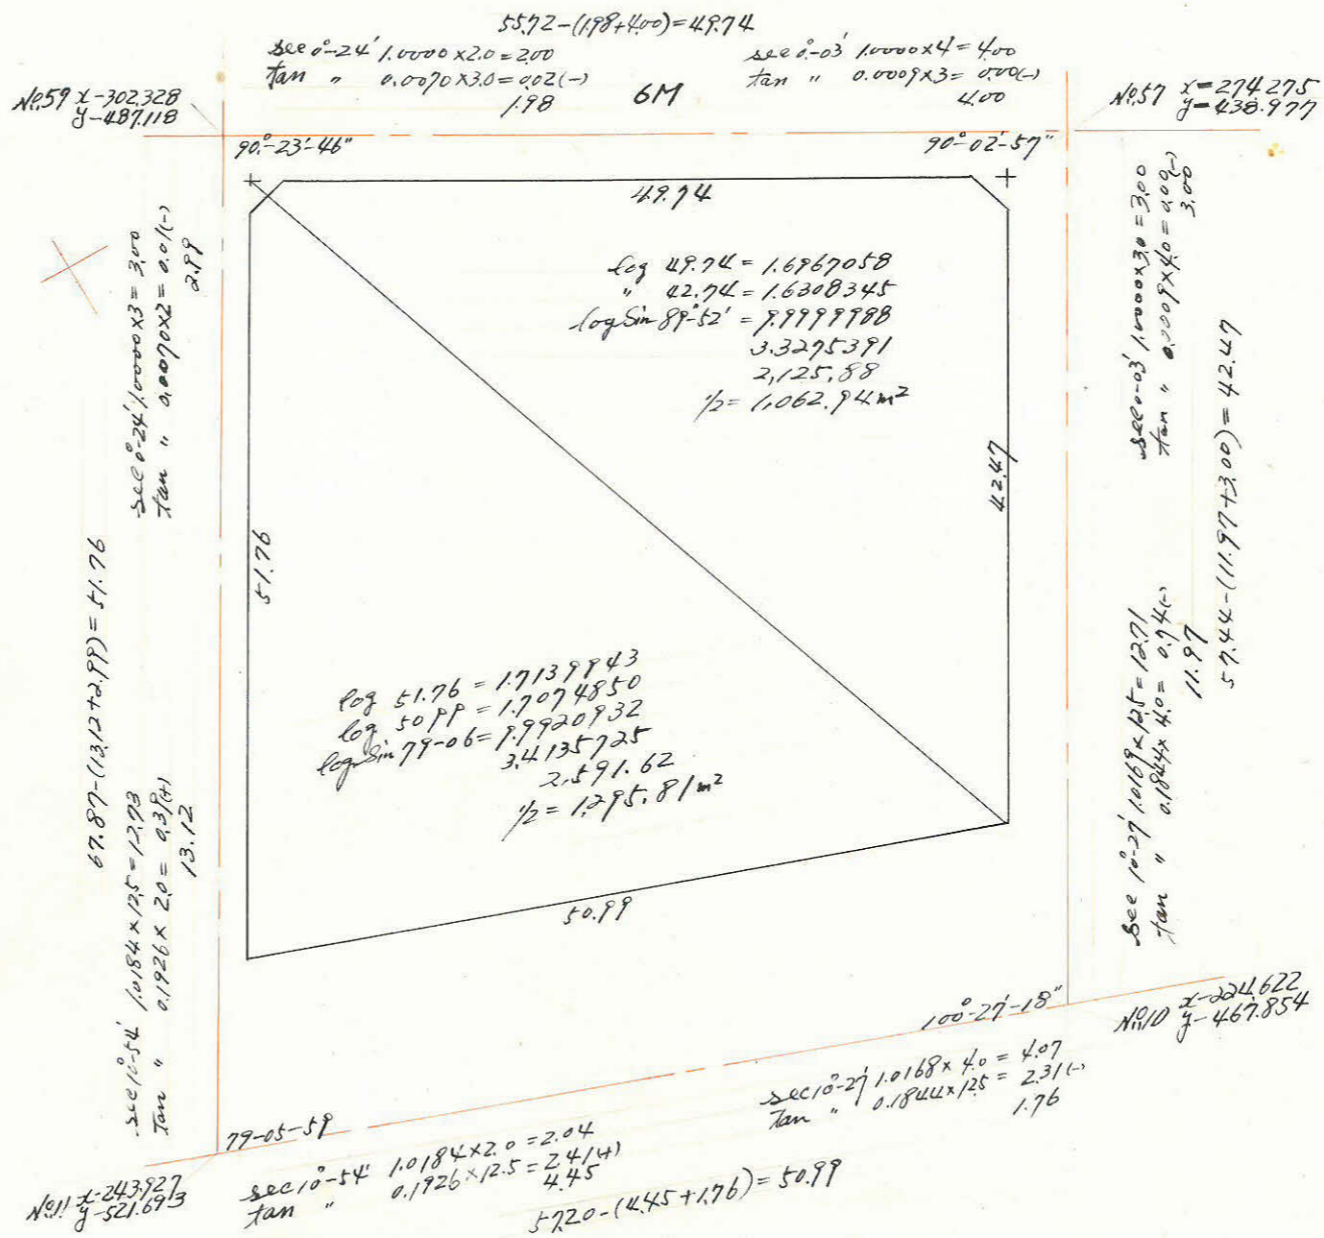 55.72-(1.98+4.00)=49.74
sec 0°-24' 1.0000×2.0=2.00
tan " 0.0070×3.0=0.02(-)
1.98
6M
sec 0°-03' 1.0000×4=4.00
tan " 0.0009×3=0.00(-)
4.00
No.59 x-302.328
y-487.118
No.57 x-274.275
y-438.977
90°-23'-46"
90°-02'-57"
49.74
sec 0°-24' 1.0000×3=3.00
tan " 0.0070×2=0.01(-)
2.99
67.87-(13.12+2.99)=51.76
sec 10°-54' 1.0184×12.5=12.73
tan " 0.1926×2.0=0.39(+)
13.12
51.76
log 49.74=1.6967058
" 42.74=1.6308345
log Sin 89°-52'=9.9999988
3.3275391
2,125.88
1/2=1,062.94m²
42.47
sec 0°-03' 1.0000×3.0=3.00
tan " 0.0009×4.0=0.00(-)
3.00
57.44-(11.97+3.00)=42.47
sec 10°-27' 1.0169×12.5=12.71
tan " 0.1844×4.0=0.74(-)
11.97
log 51.76=1.7139943
log 50.99=1.7074850
log Sin 79-06=9.9920932
3.4135725
2,591.62
1/2=1,295.81m²
50.99
100°-27'-18"
No.10 x-224.622
y-467.854
79-05-59
No.11 x-243.927
y-521.693
sec 10°-54' 1.0184×2.0=2.04
tan " 0.1926×12.5=2.41(+)
4.45
sec 10°-27' 1.0168×4.0=4.07
tan " 0.1844×12.5=2.31(-)
1.76
57.20-(4.45+1.76)=50.99